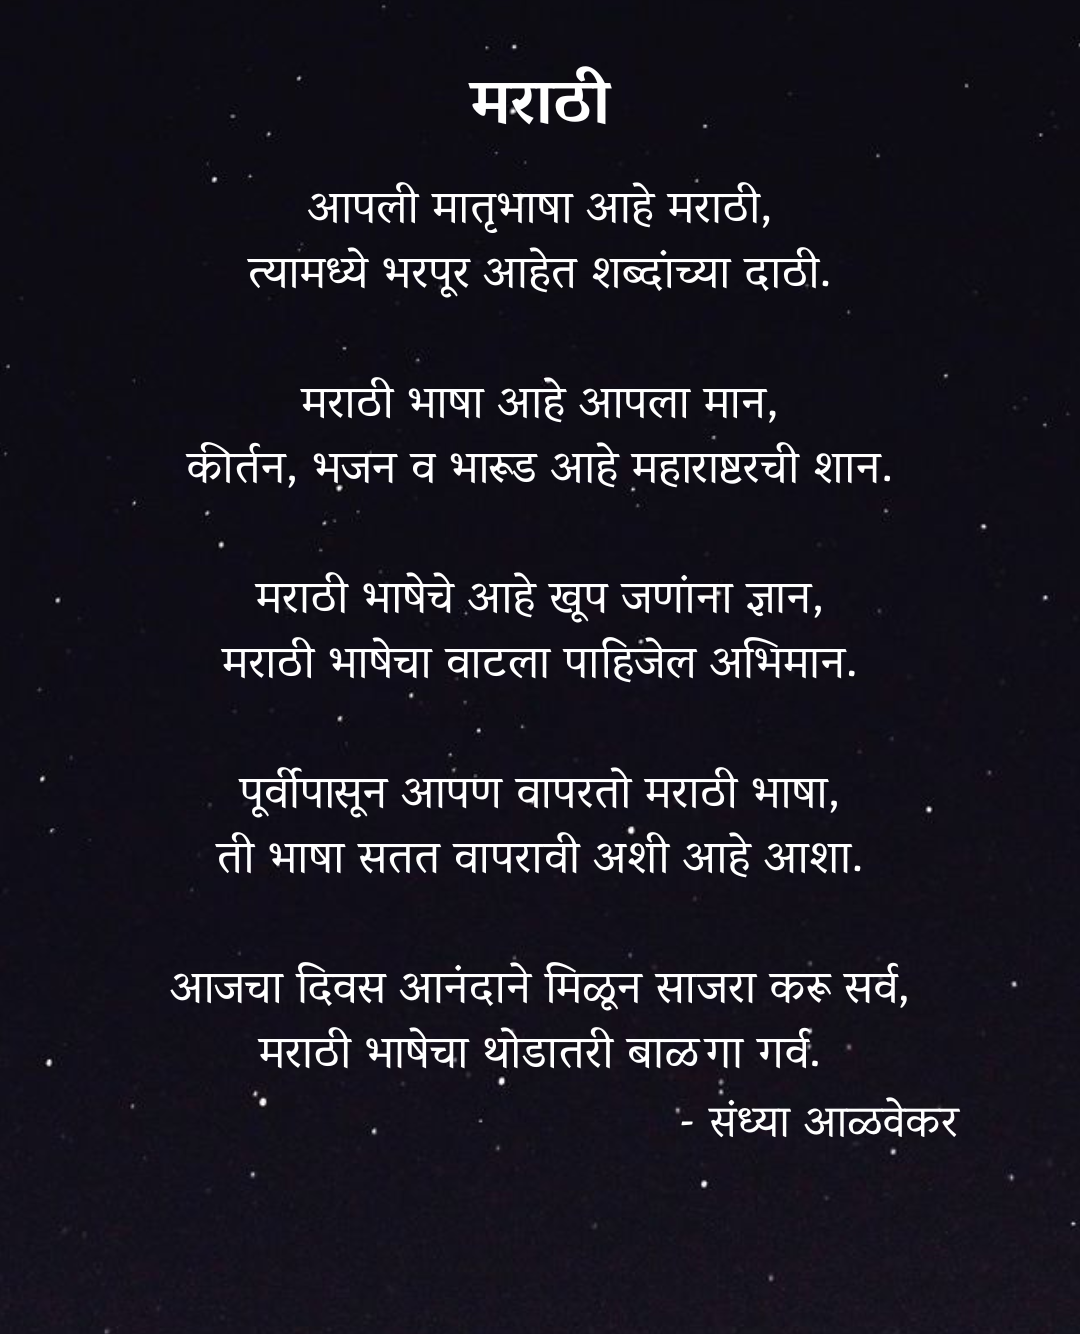 मराठी
आपली मातृभाषा आहे मराठी,
त्यामध्ये भरपूर आहेत शब्दांच्या दाठी.
मराठी भाषा आहे आपला मान,
कीर्तन, भजन व भारूड आहे महाराष्टरची शान.
मराठी भाषेचे आहे खूप जणांना ज्ञान,
मराठी भाषेचा वाटला पाहिजेल अभिमान.
पूर्वीपासून आपण वापरतो मराठी भाषा,
ती भाषा सतत वापरावी अशी आहे आशा.
आजचा दिवस आनंदाने मिळून साजरा करू सर्व,
मराठी भाषेचा थोडातरी बाळगा गर्व.
- संध्या आळवेकर